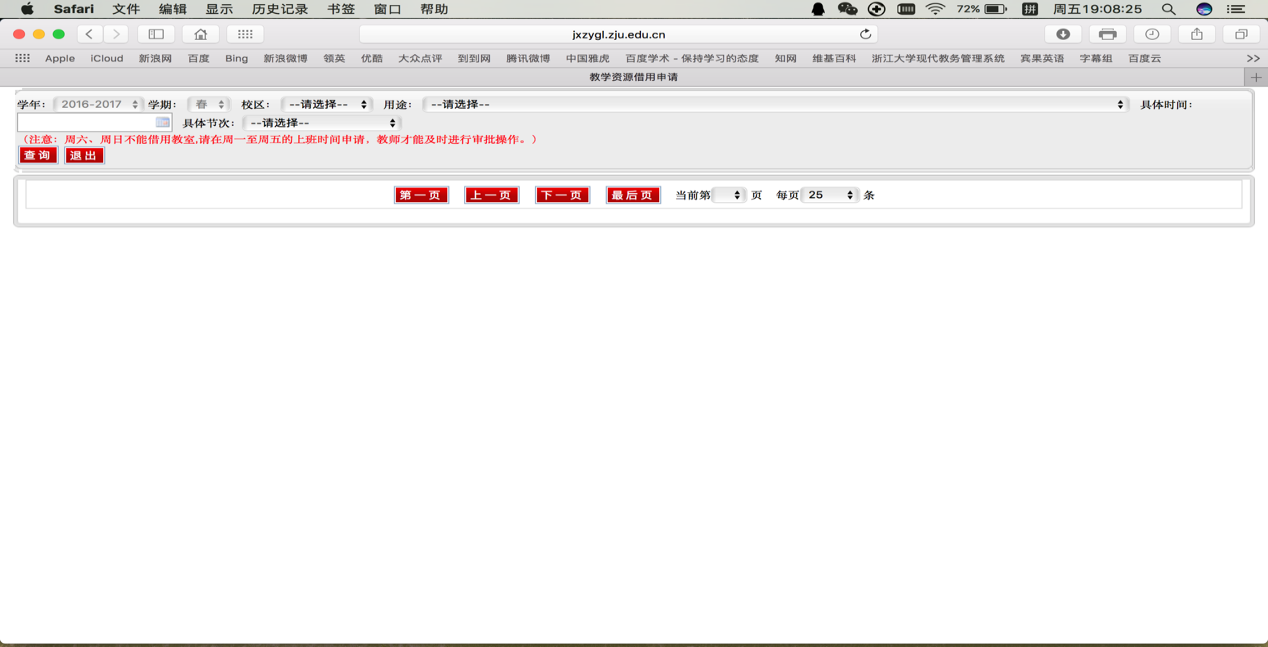 Safari 文件 编辑 显示 历史记录 书签 窗口 帮助 72% 拼 周五19:08:25
jxzygl.zju.edu.cn
Apple iCloud 新浪网 百度 Bing 新浪微博 领英 优酷 大众点评 到到网 腾讯微博 中国雅虎 百度学术 - 保持学习的态度 知网 维基百科 浙江大学现代教务管理系统 宾果英语 字幕组 百度云 >>
教学资源借用申请
学年： 2016-2017 学期： 春 校区： --请选择-- 用途： --请选择-- 具体时间：
具体节次： --请选择--
（注意：周六、周日不能借用教室,请在周一至周五的上班时间申请，教师才能及时进行审批操作。）
查 询 退 出
第 一 页 上 一 页 下 一 页 最 后 页 当前第 页 每页 25 条